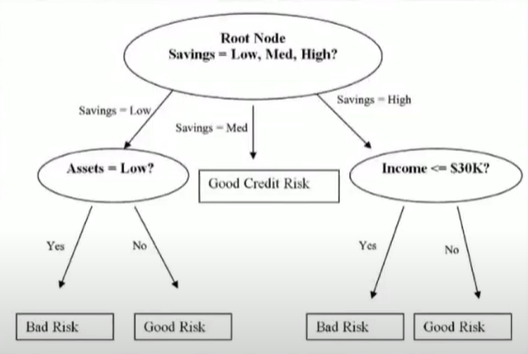 Root Node
Savings = Low, Med, High?
Savings = Low
Savings = Med
Savings = High
Assets = Low?
Good Credit Risk
Income <= $30K?
Yes
No
Yes
No
Bad Risk
Good Risk
Bad Risk
Good Risk